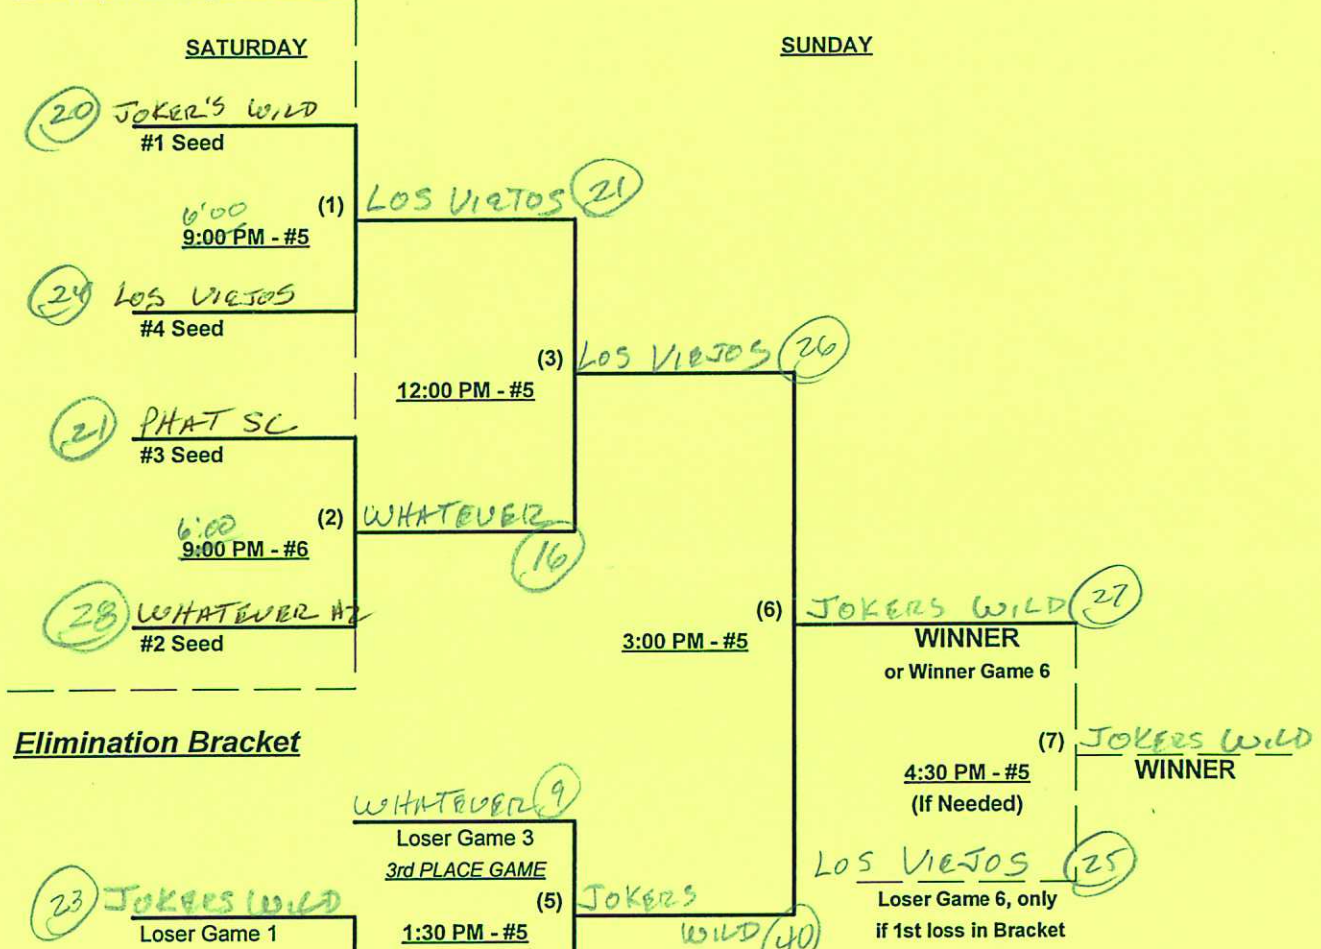 SATURDAY
SUNDAY
20 JOKER'S WILD
#1 Seed
6:00 (1) LOS VIETOS 21
9:00 PM - #5
24 LOS VIEJOS
#4 Seed
(3) LOS VIEJOS 26
12:00 PM - #5
21 PHAT SC
#3 Seed
6:00 (2) WHATEVER
9:00 PM - #6
16
28 WHATEVER AZ
#2 Seed
(6) JOKERS WILD 27
3:00 PM - #5
WINNER
or Winner Game 6
Elimination Bracket
(7) JOKERS WILD
4:30 PM - #5
WINNER
(If Needed)
WHATEVER 9
Loser Game 3
3rd PLACE GAME
LOS VIEJOS 25
Loser Game 6, only
if 1st loss in Bracket
23 JOKERS WILD
Loser Game 1
(5) JOKERS
WILD 40
1:30 PM - #5